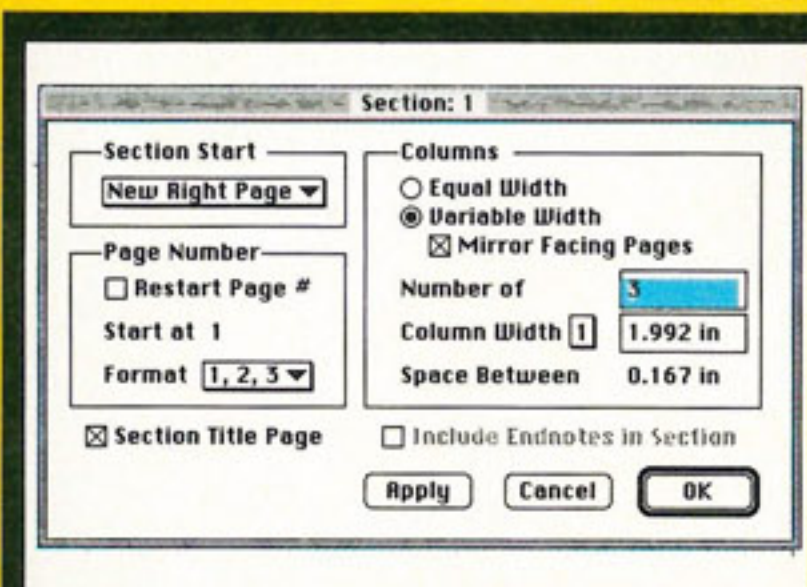 Section: 1
Section Start
New Right Page
Page Number
Restart Page #
Start at 1
Format 1, 2, 3
Section Title Page
Columns
Equal Width
Variable Width
Mirror Facing Pages
Number of 3
Column Width 1 1.992 in
Space Between 0.167 in
Include Endnotes in Section
Apply Cancel OK